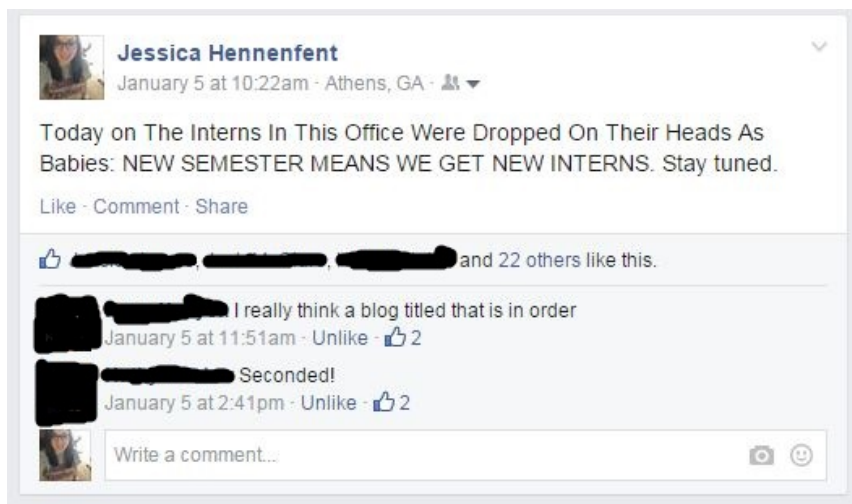 Jessica Hennenfent
January 5 at 10:22am · Athens, GA ·
Today on The Interns In This Office Were Dropped On Their Heads As
Babies: NEW SEMESTER MEANS WE GET NEW INTERNS. Stay tuned.
Like · Comment · Share
, , and 22 others like this.
I really think a blog titled that is in order
January 5 at 11:51am · Unlike · 2
Seconded!
January 5 at 2:41pm · Unlike · 2
Write a comment...